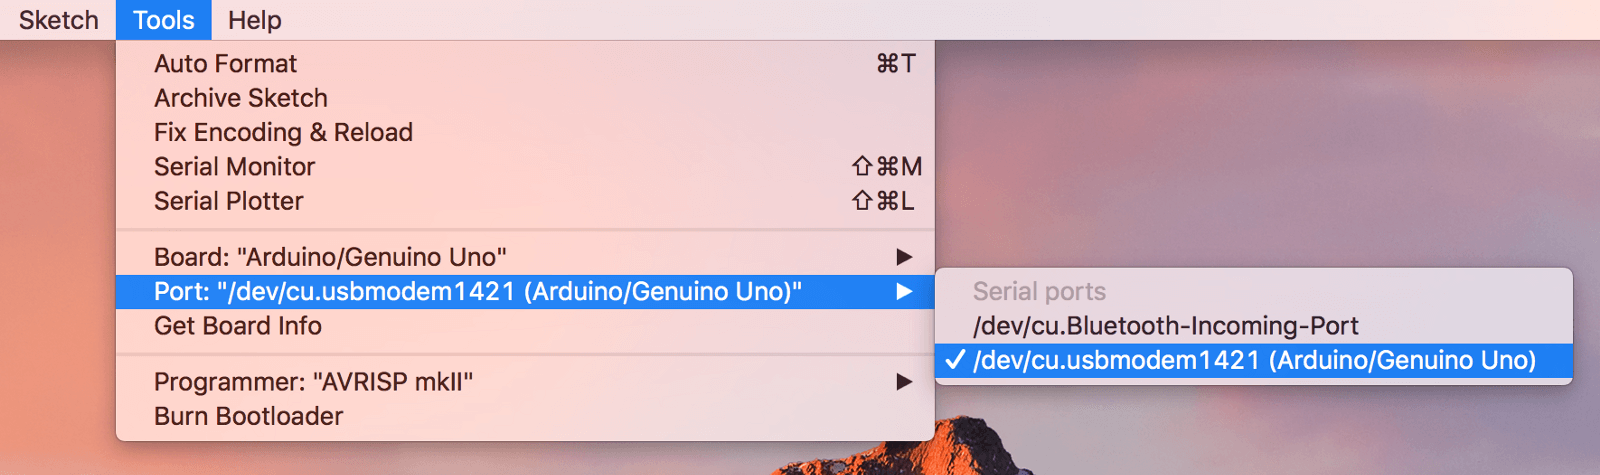 Sketch Tools Help
Auto Format ⌘T
Archive Sketch
Fix Encoding & Reload
Serial Monitor ⇧⌘M
Serial Plotter ⇧⌘L
Board: "Arduino/Genuino Uno" ▶
Port: "/dev/cu.usbmodem1421 (Arduino/Genuino Uno)" ▶
Get Board Info
Programmer: "AVRISP mkII" ▶
Burn Bootloader
Serial ports
/dev/cu.Bluetooth-Incoming-Port
✓ /dev/cu.usbmodem1421 (Arduino/Genuino Uno)